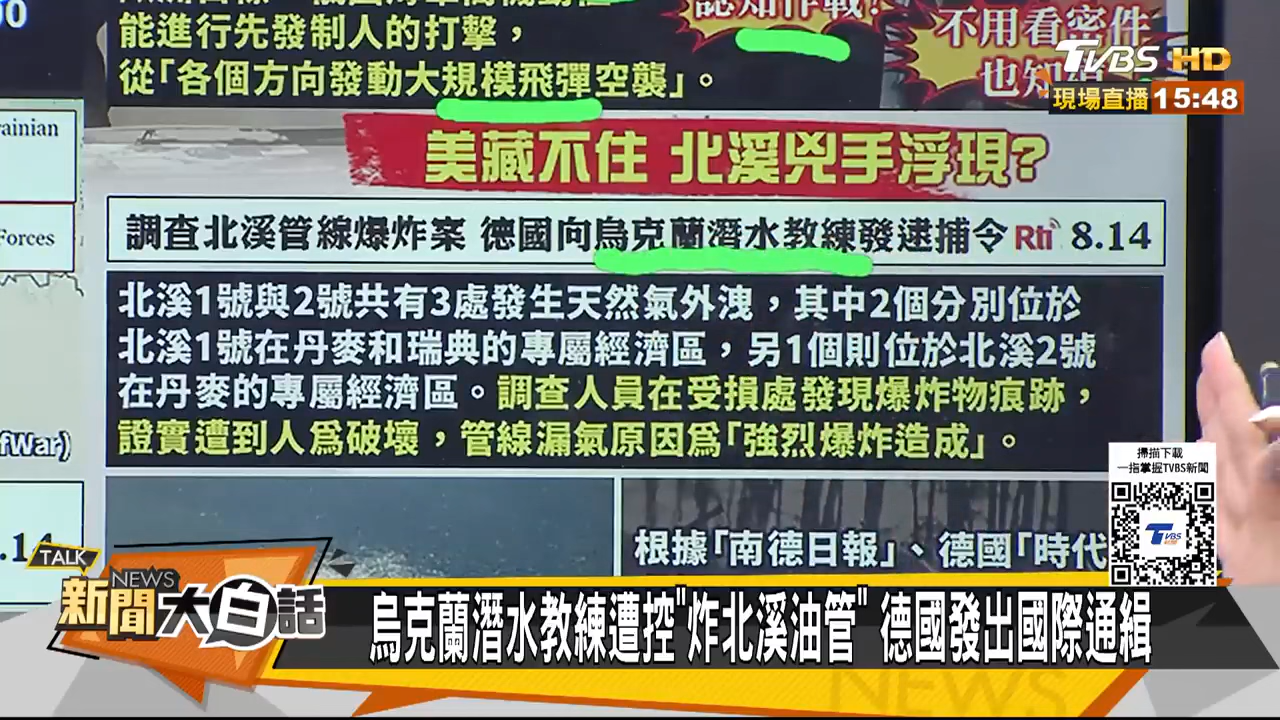 認知作戰!
能進行先發制人的打擊，
從「各個方向發動大規模飛彈空襲」。
不用看密件
也知
TVBS HD
現場直播 15:48
rainian
Forces
美藏不住 北溪兇手浮現?
調查北溪管線爆炸案 德國向烏克蘭潛水教練發逮捕令 Rti 8.14
北溪1號與2號共有3處發生天然氣外洩，其中2個分別位於
北溪1號在丹麥和瑞典的專屬經濟區，另1個則位於北溪2號
在丹麥的專屬經濟區。調查人員在受損處發現爆炸物痕跡，
證實遭到人為破壞，管線漏氣原因為「強烈爆炸造成」。
fWar)
.14
根據「南德日報」、德國「時代
掃描下載
一指掌握TVBS新聞
TVBS
TALK
NEWS
新聞大白話
烏克蘭潛水教練遭控"炸北溪油管" 德國發出國際通緝
NEWS